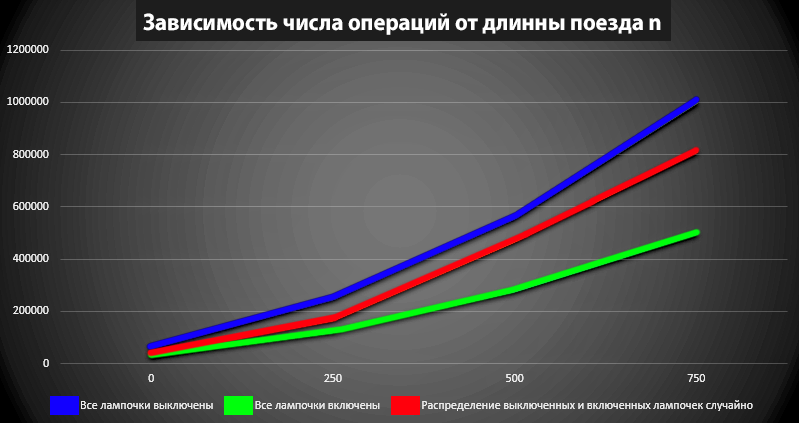 Зависимость числа операций от длинны поезда n
1200000
1000000
800000
600000
400000
200000
0
0 250 500 750
Все лампочки выключены Все лампочки включены Распределение выключенных и включенных лампочек случайно